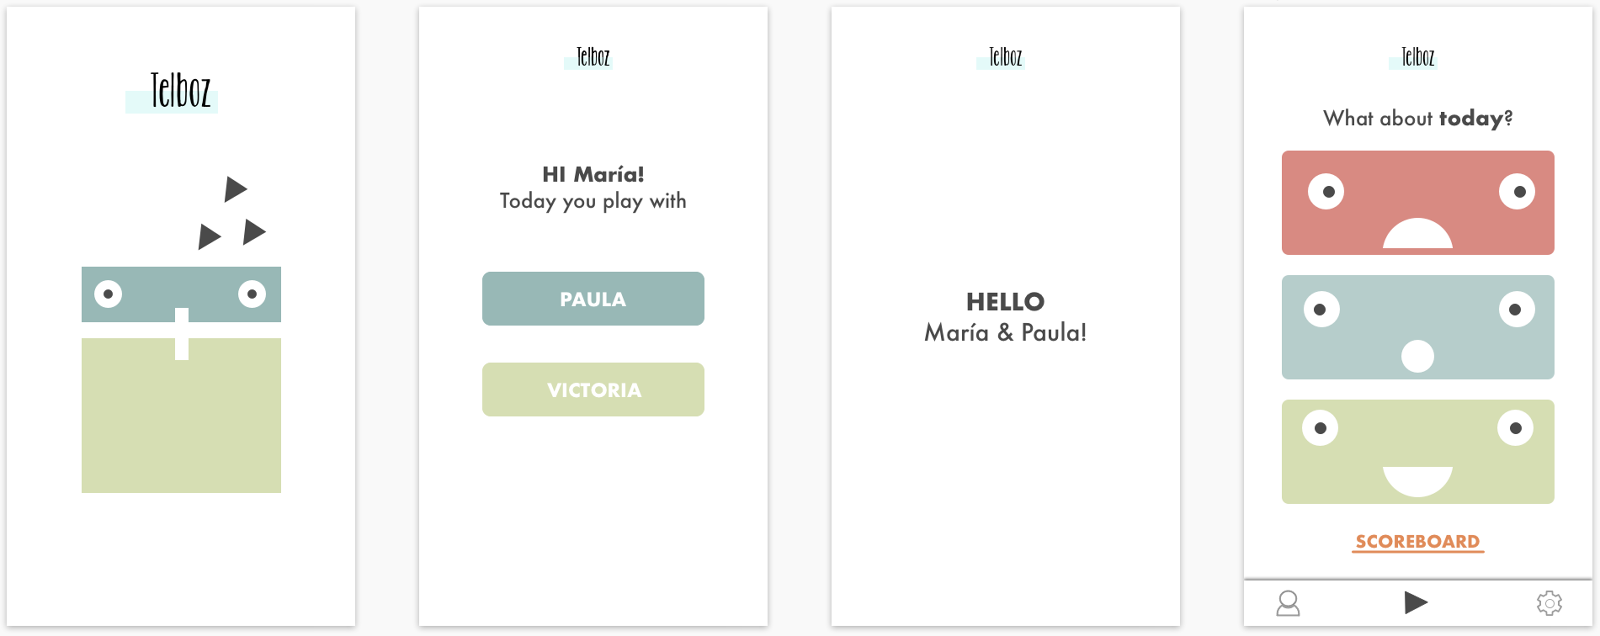 Telboz
Telboz
HI María!
Today you play with
PAULA
VICTORIA
Telboz
HELLO
María & Paula!
Telboz
What about today?
SCOREBOARD